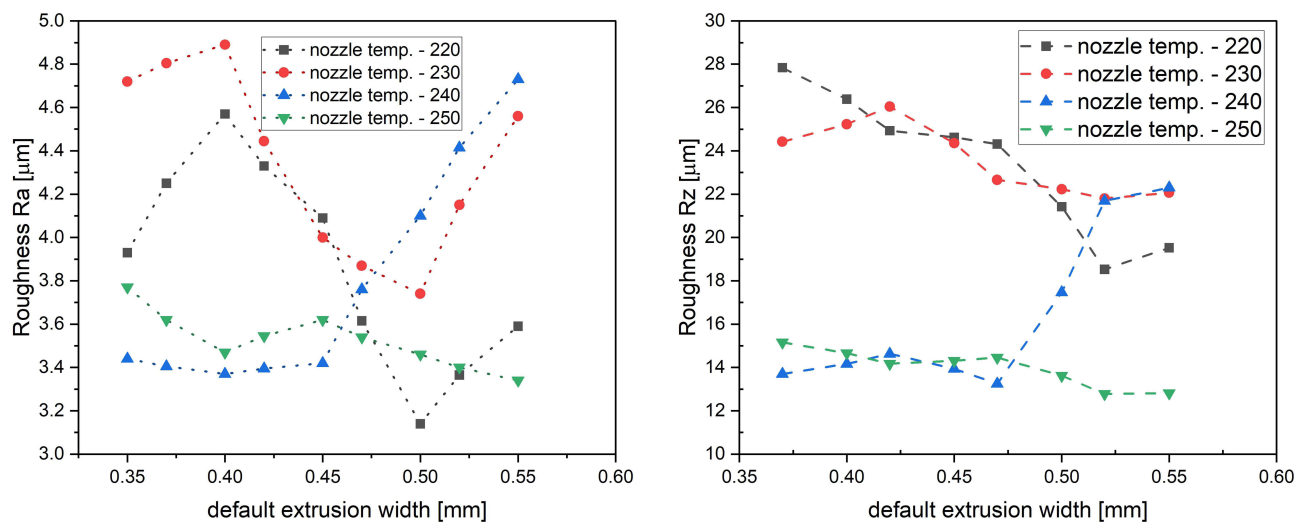 5.0
4.8
4.6
4.4
4.2
4.0
3.8
3.6
3.4
3.2
3.0
Roughness Ra [μm]
nozzle temp. - 220
nozzle temp. - 230
nozzle temp. - 240
nozzle temp. - 250
0.35 0.40 0.45 0.50 0.55 0.60
default extrusion width [mm]
30
28
26
24
22
20
18
16
14
12
10
Roughness Rz [μm]
nozzle temp. - 220
nozzle temp. - 230
nozzle temp. - 240
nozzle temp. - 250
0.35 0.40 0.45 0.50 0.55 0.60
default extrusion width [mm]